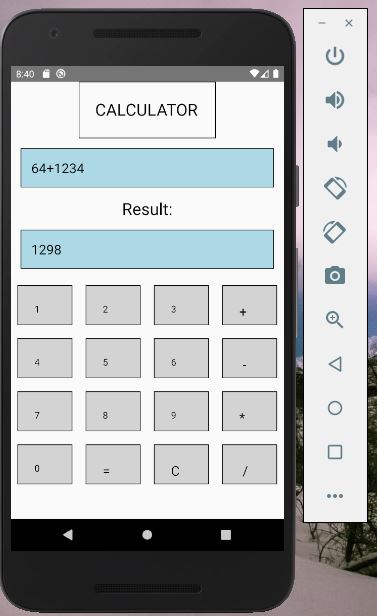 8:40
CALCULATOR
64+1234
Result:
1298
1 2 3 +
4 5 6 -
7 8 9 *
0 = C /